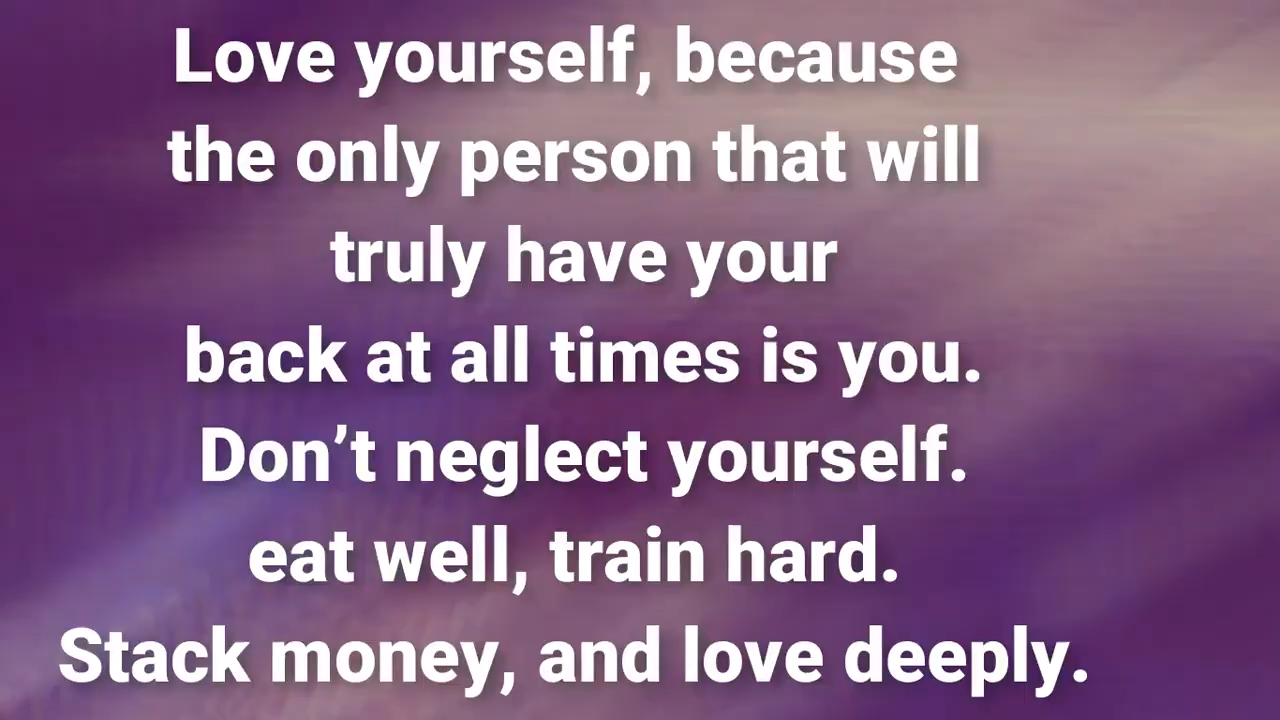 Love yourself, because
the only person that will
truly have your
back at all times is you.
Don’t neglect yourself.
eat well, train hard.
Stack money, and love deeply.